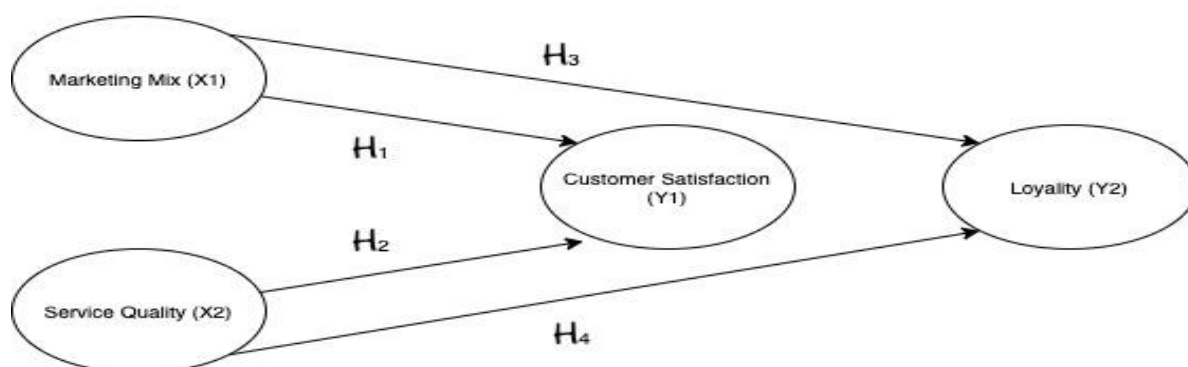 H₃
Marketing Mix (X1)
H₁
Customer Satisfaction
(Y1)
Loyality (Y2)
H₂
Service Quality (X2)
H₄